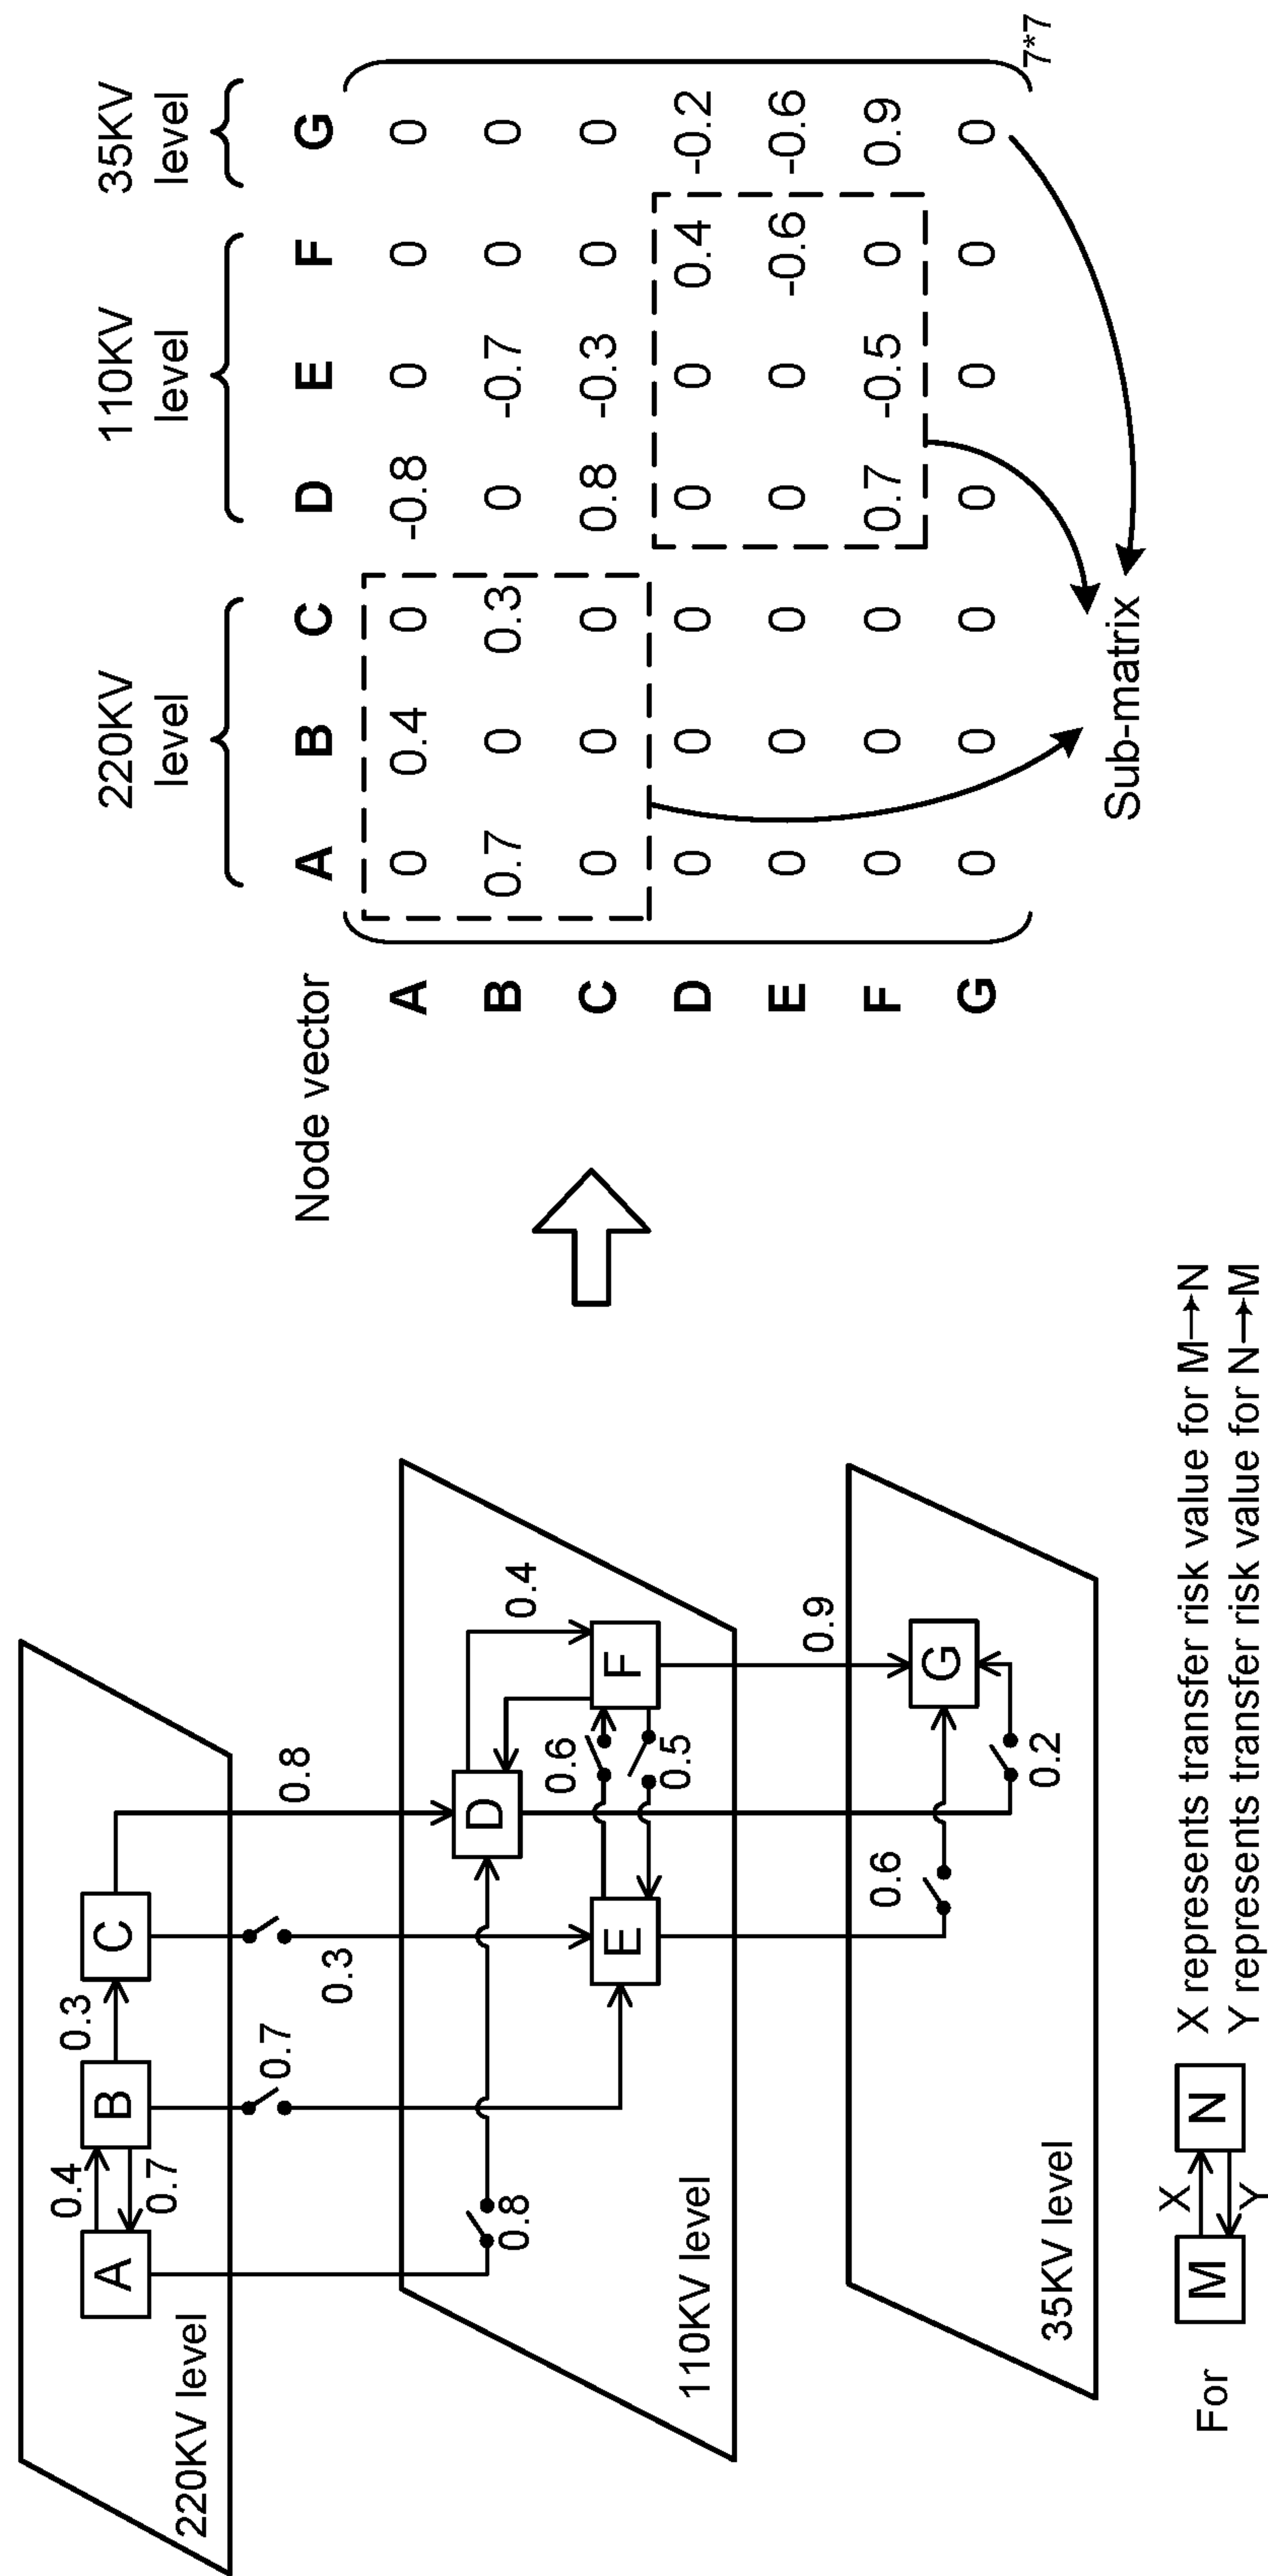 220KV level
A
B
C
0.4
0.7
0.3
0.7
0.3
0.8
110KV level
0.8
D
E
F
0.4
0.6
0.5
35KV level
0.6
0.9
G
0.2
For
M
N
X
Y
X represents transfer risk value for M→N
Y represents transfer risk value for N→M
220KV level
110KV level
35KV level
Node vector
A B C D E F G
A 0 0.4 0 -0.8 0 0 0
B 0.7 0 0.3 0 -0.7 0 0
C 0 0 0 0.8 -0.3 0 0
D 0 0 0 0 0 0.4 -0.2
E 0 0 0 0 0 -0.6 -0.6
F 0 0 0 0.7 -0.5 0 0.9
G 0 0 0 0 0 0 0
7*7
Sub-matrix